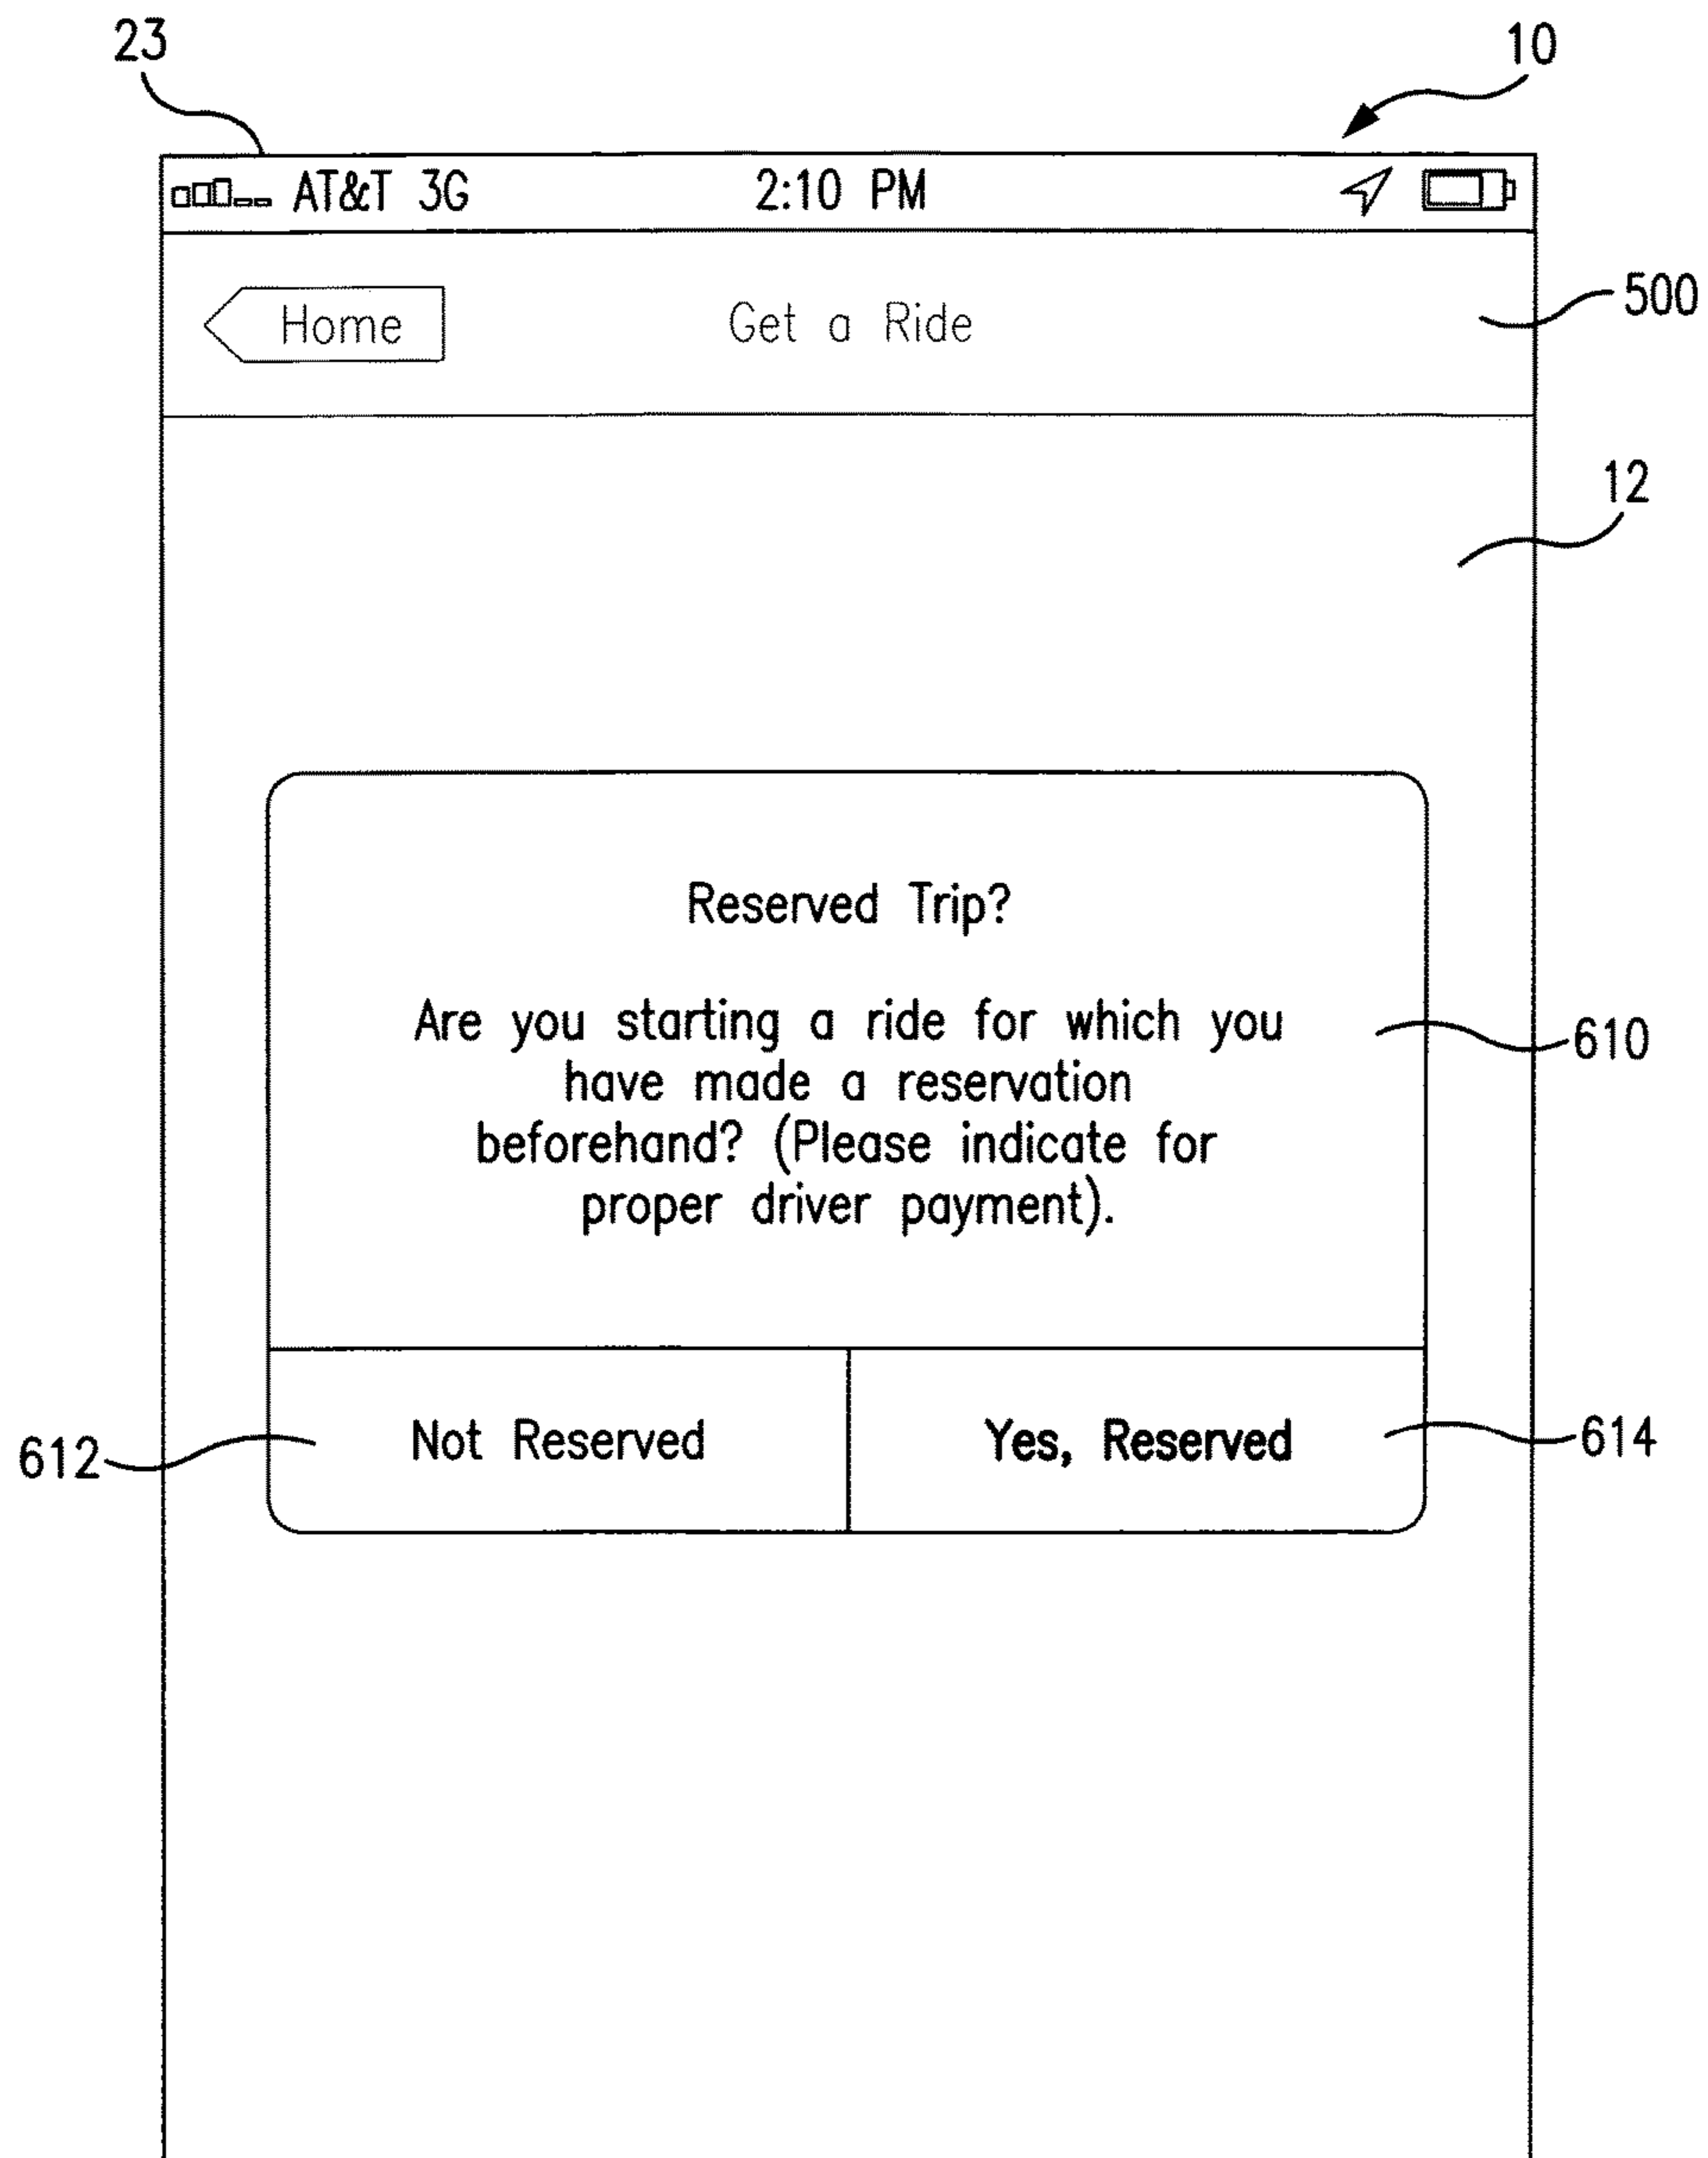 23
10
AT&T 3G 2:10 PM
Home Get a Ride
500
12
Reserved Trip?
Are you starting a ride for which you
have made a reservation
beforehand? (Please indicate for
proper driver payment).
610
Not Reserved Yes, Reserved
612
614